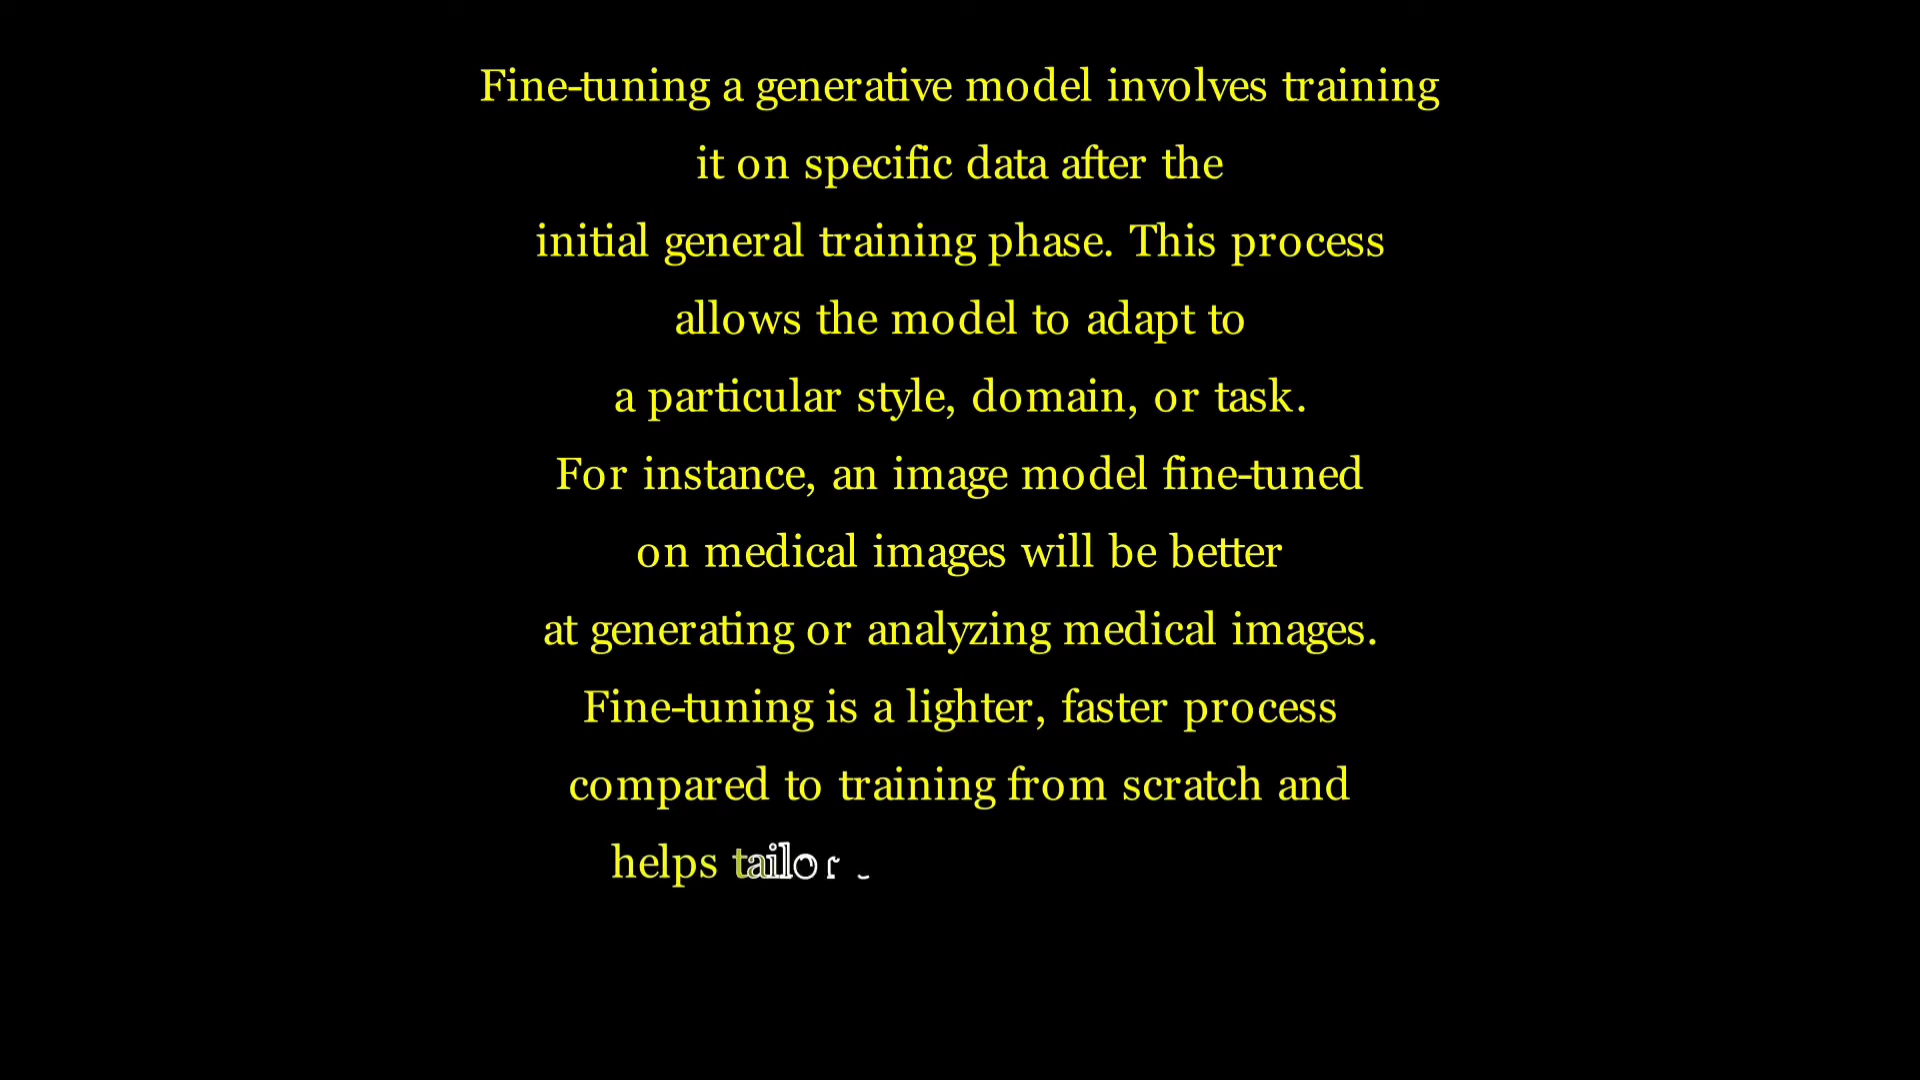 Fine-tuning a generative model involves training
it on specific data after the
initial general training phase. This process
allows the model to adapt to
a particular style, domain, or task.
For instance, an image model fine-tuned
on medical images will be better
at generating or analyzing medical images.
Fine-tuning is a lighter, faster process
compared to training from scratch and
helps tailor